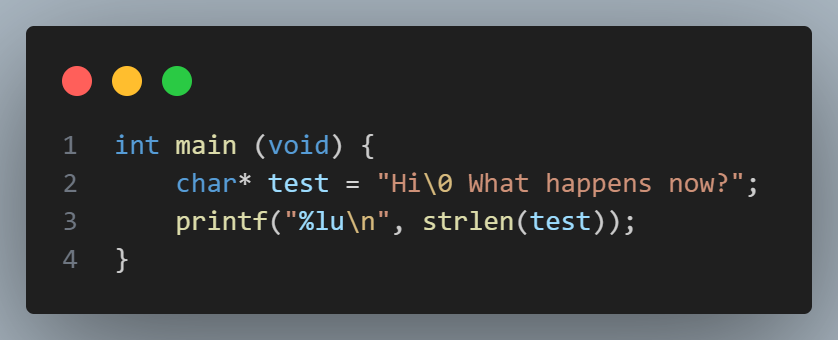 1 int main (void) {
2 char* test = "Hi\0 What happens now?";
3 printf("%lu\n", strlen(test));
4 }